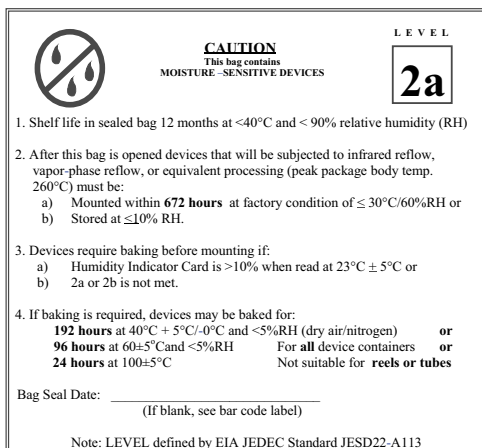 LEVEL
CAUTION
This bag contains
MOISTURE –SENSITIVE DEVICES
2a
1. Shelf life in sealed bag 12 months at <40°C and < 90% relative humidity (RH)
2. After this bag is opened devices that will be subjected to infrared reflow,
vapor-phase reflow, or equivalent processing (peak package body temp.
260°C) must be:
a) Mounted within 672 hours at factory condition of ≤ 30°C/60%RH or
b) Stored at ≤10% RH.
3. Devices require baking before mounting if:
a) Humidity Indicator Card is >10% when read at 23°C ± 5°C or
b) 2a or 2b is not met.
4. If baking is required, devices may be baked for:
192 hours at 40°C + 5°C/-0°C and <5%RH (dry air/nitrogen) or
96 hours at 60±5°Cand <5%RH For all device containers or
24 hours at 100±5°C Not suitable for reels or tubes
Bag Seal Date: ______________________________
(If blank, see bar code label)
Note: LEVEL defined by EIA JEDEC Standard JESD22-A113